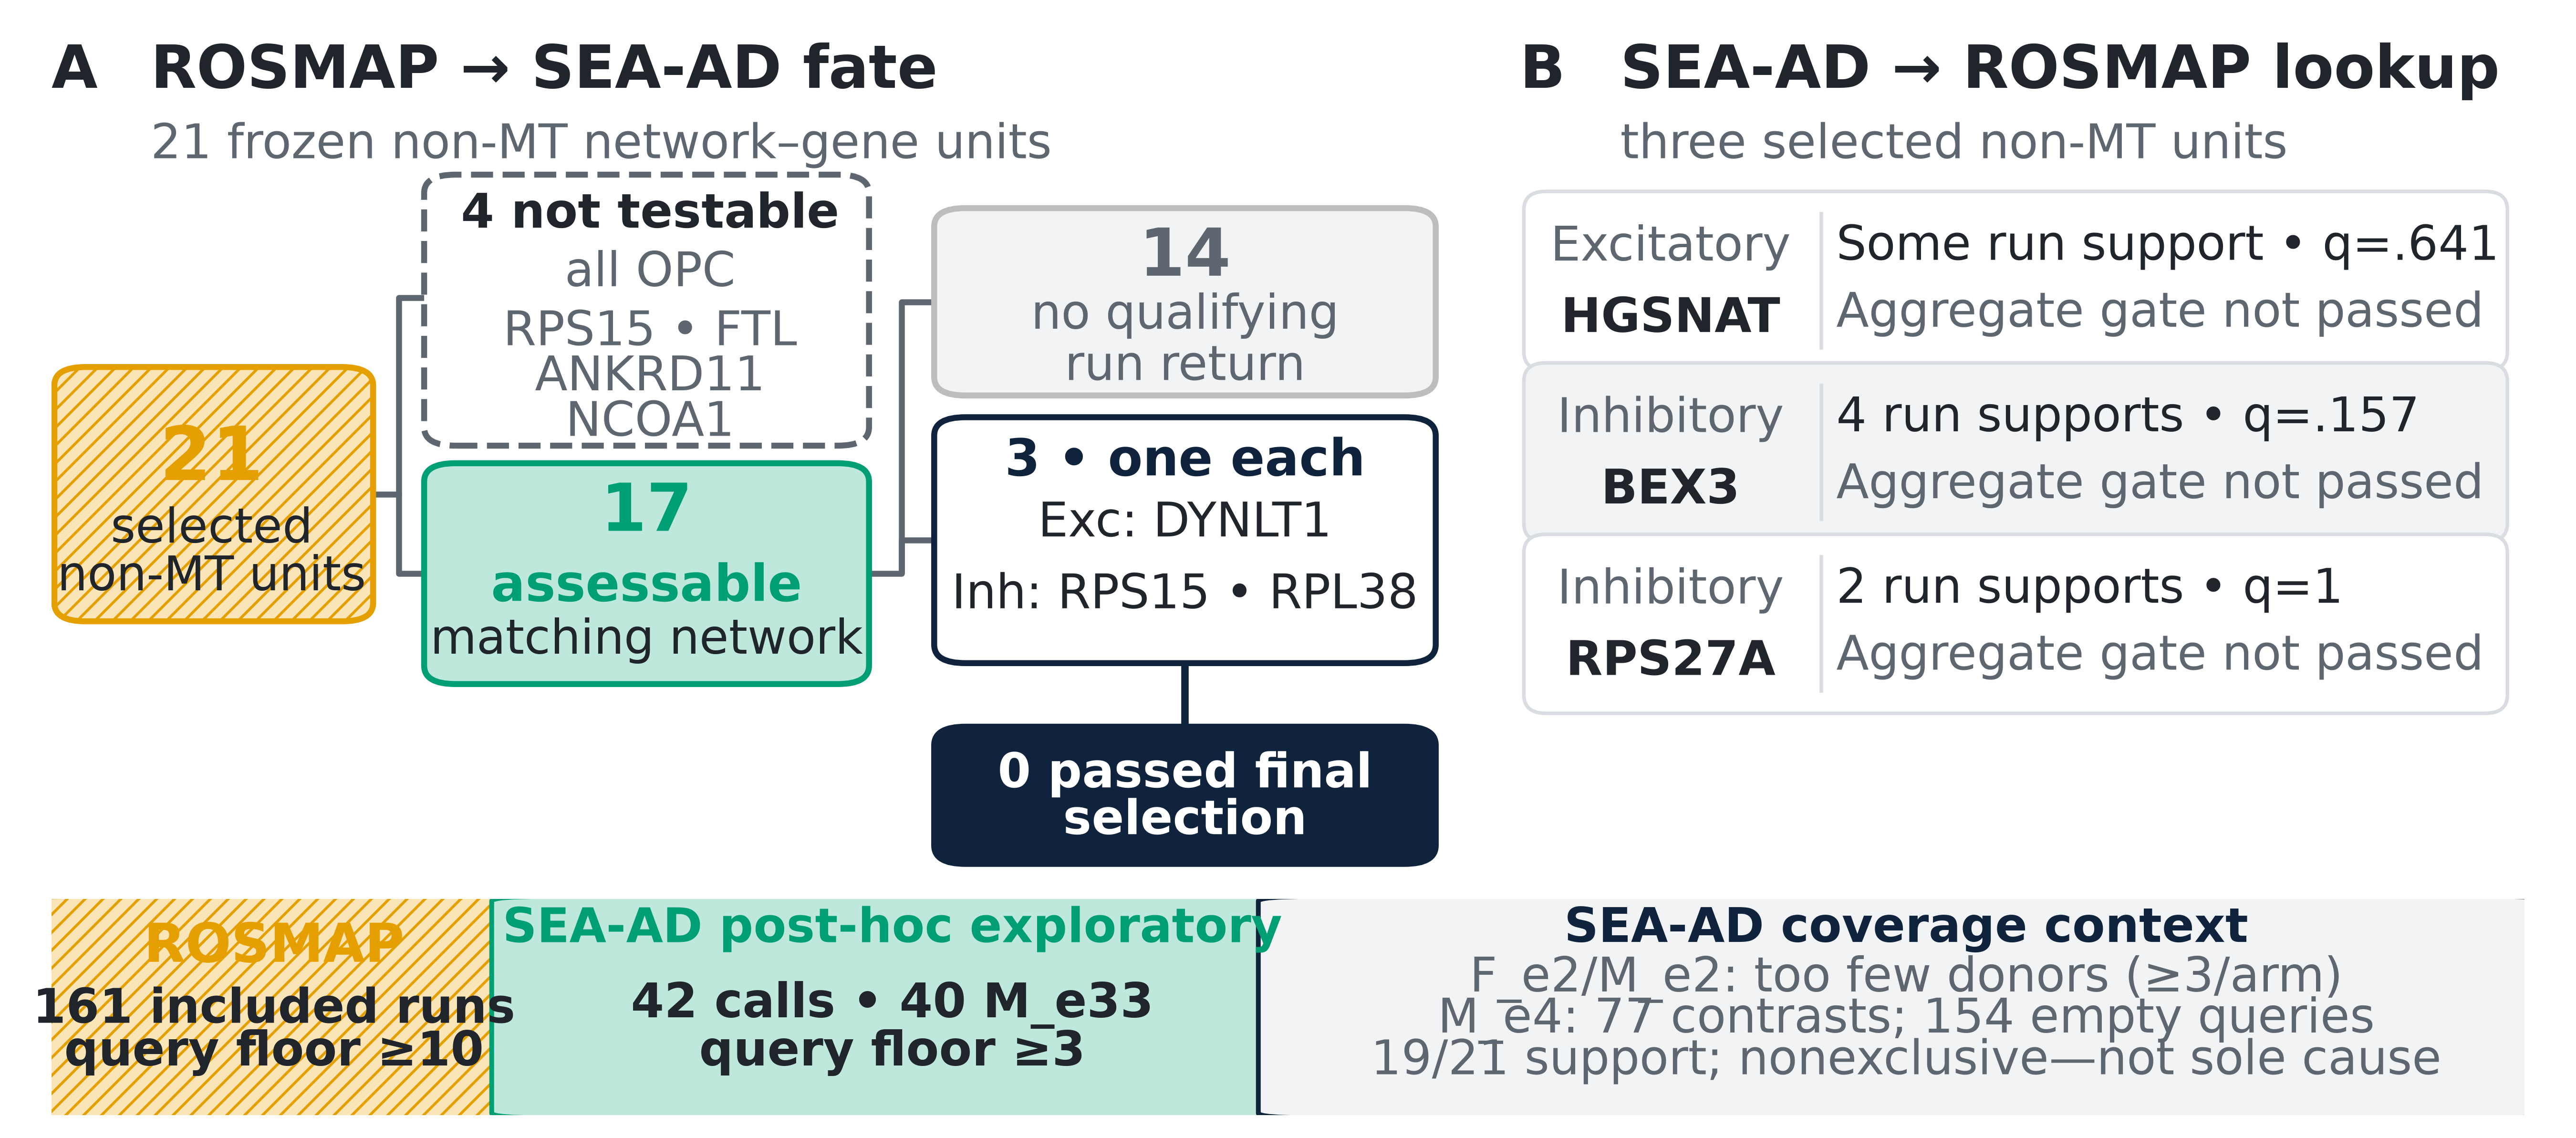 A ROSMAP → SEA-AD fate
21 frozen non-MT network–gene units
21
selected
non-MT units
4 not testable
all OPC
RPS15 • FTL
ANKRD11
NCOA1
17
assessable
matching network
14
no qualifying
run return
3 • one each
Exc: DYNLT1
Inh: RPS15 • RPL38
0 passed final
selection
B SEA-AD → ROSMAP lookup
three selected non-MT units
Excitatory
HGSNAT
Some run support • q=.641
Aggregate gate not passed
Inhibitory
BEX3
4 run supports • q=.157
Aggregate gate not passed
Inhibitory
RPS27A
2 run supports • q=1
Aggregate gate not passed
ROSMAP
161 included runs
query floor ≥10
SEA-AD post-hoc exploratory
42 calls • 40 M_e33
query floor ≥3
SEA-AD coverage context
F_e2/M_e2: too few donors (≥3/arm)
M_e4: 77 contrasts; 154 empty queries
19/21 support; nonexclusive—not sole cause